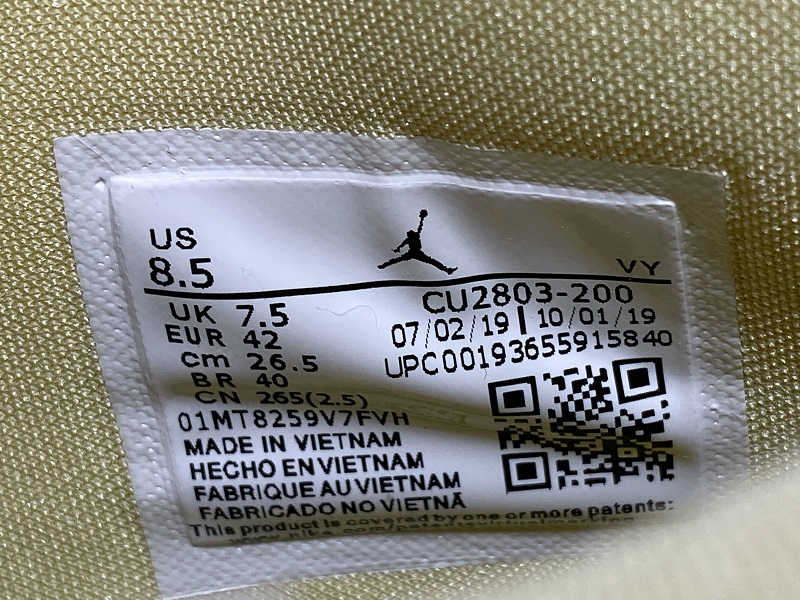 US
8.5
VY
CU2803-200
UK 7.5
07/02/19 | 10/01/19
EUR 42
UPC00193655915840
cm 26.5
BR 40
CN 265(2.5)
01MT8259V7FVH
MADE IN VIETNAM
HECHO EN VIETNAM
FABRIQUE AU VIETNAM
FABRICADO NO VIETNÃ
This product is covered by one or more patents: